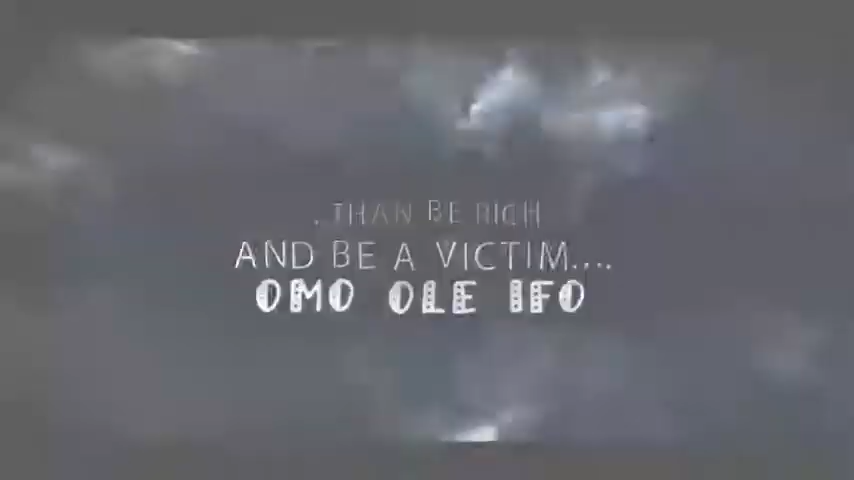 . THAN BE RICH
AND BE A VICTIM....
OMO OLE IFO